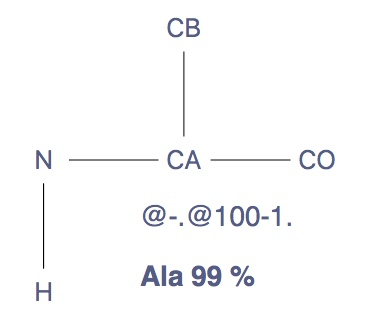 CB
N CA CO
@-.@100-1.
Ala 99 %
H